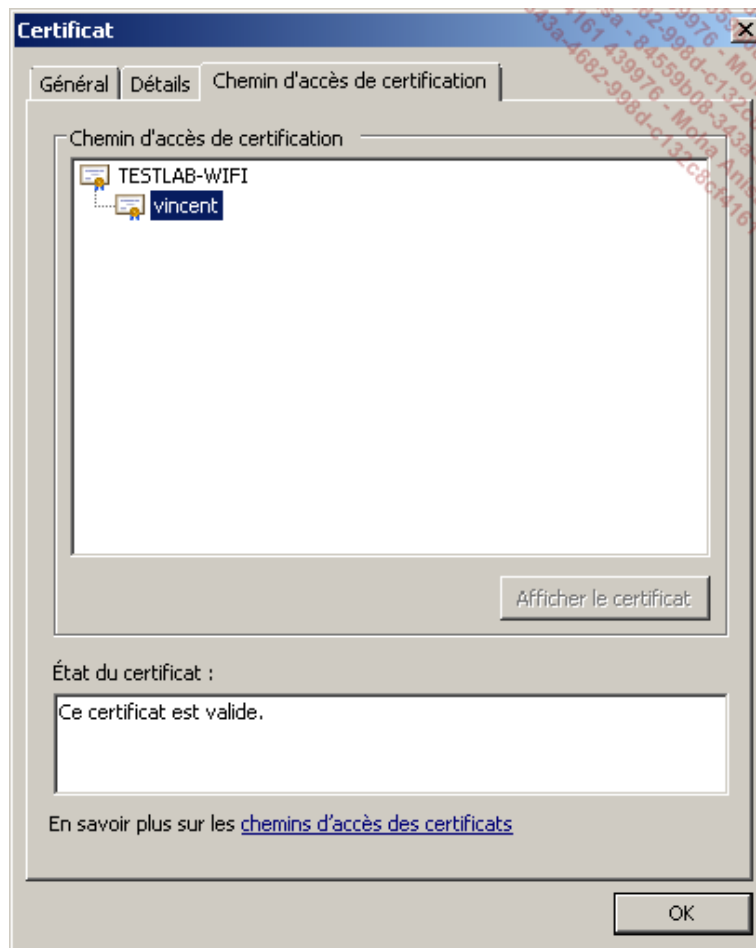 Certificat
Général
Détails
Chemin d'accès de certification
Chemin d'accès de certification
TESTLAB-WIFI
vincent
Afficher le certificat
État du certificat :
Ce certificat est valide.
En savoir plus sur les chemins d'accès des certificats
OK